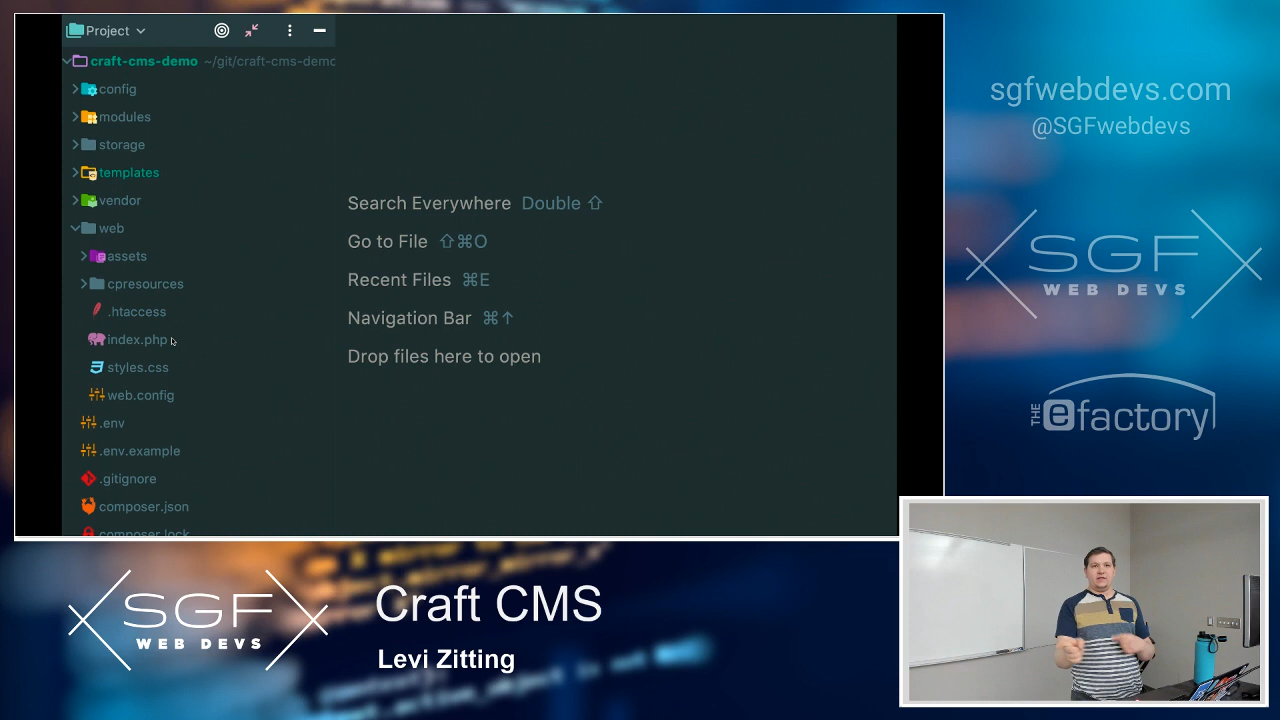 Project
craft-cms-demo ~/git/craft-cms-demo
config
modules
storage
templates
vendor
web
assets
cpresources
.htaccess
index.php
styles.css
web.config
.env
.env.example
.gitignore
composer.json
composer.lock
Search Everywhere Double ⇧
Go to File ⇧⌘O
Recent Files ⌘E
Navigation Bar ⌘↑
Drop files here to open
sgfwebdevs.com
@SGFwebdevs
SGF
WEB DEVS
THE efactory
SGF
WEB DEVS
Craft CMS
Levi Zitting